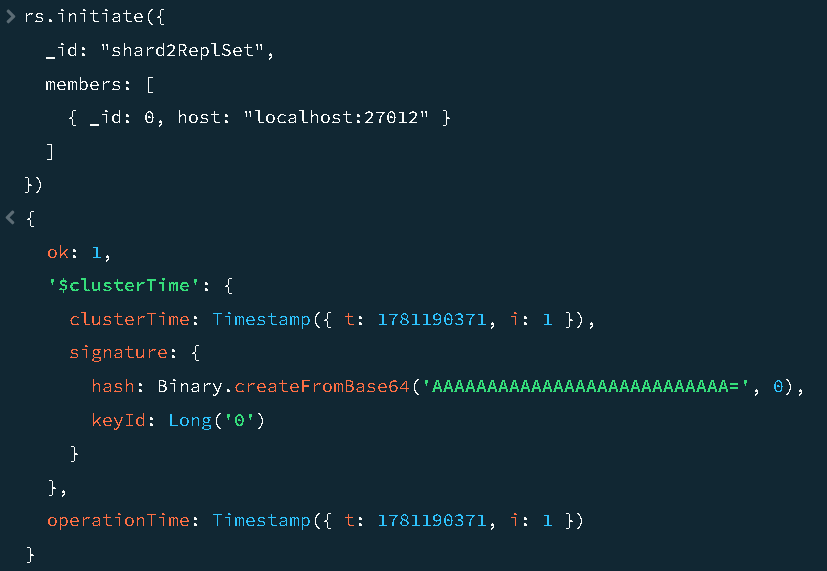 rs.initiate({
_id: "shard2ReplSet",
members: [
{ _id: 0, host: "localhost:27012" }
]
})
{
ok: 1,
'$clusterTime': {
clusterTime: Timestamp({ t: 1781190371, i: 1 }),
signature: {
hash: Binary.createFromBase64('AAAAAAAAAAAAAAAAAAAAAAAAAAA=', 0),
keyId: Long('0')
}
},
operationTime: Timestamp({ t: 1781190371, i: 1 })
}